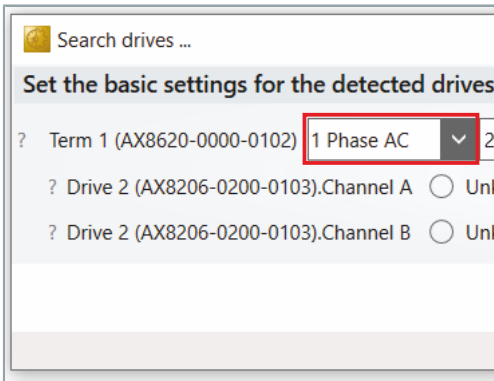 Search drives ...
Set the basic settings for the detected drives
? Term 1 (AX8620-0000-0102) 1 Phase AC 2
? Drive 2 (AX8206-0200-0103).Channel A
? Drive 2 (AX8206-0200-0103).Channel B